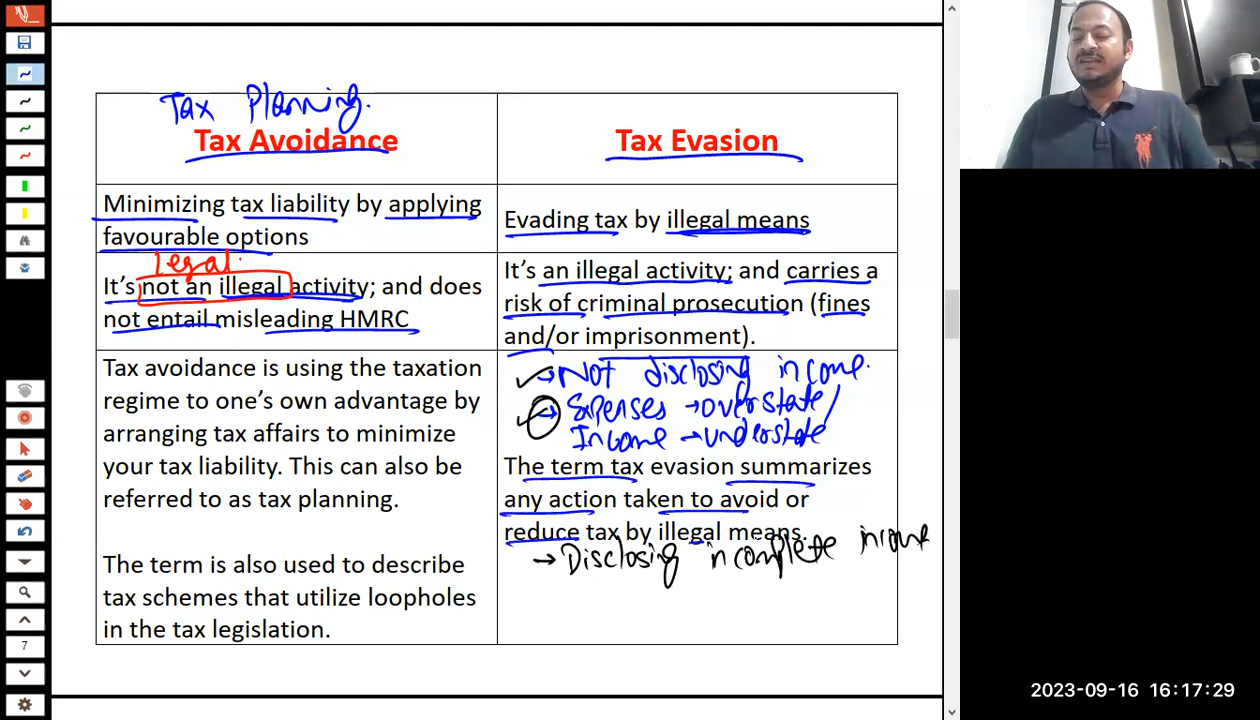 Tax Planning.
Tax Avoidance
Tax Evasion
Minimizing tax liability by applying
favourable options
Evading tax by illegal means
legal.
It's not an illegal activity; and does
not entail misleading HMRC
It's an illegal activity; and carries a
risk of criminal prosecution (fines
and/or imprisonment).
Tax avoidance is using the taxation
regime to one's own advantage by
arranging tax affairs to minimize
your tax liability. This can also be
referred to as tax planning.
The term is also used to describe
tax schemes that utilize loopholes
in the tax legislation.
→ Not disclosing income.
→ Expenses → overstate/
Income → understate
The term tax evasion summarizes
any action taken to avoid or
reduce tax by illegal means.
→ Disclosing incomplete income
7
2023-09-16 16:17:29